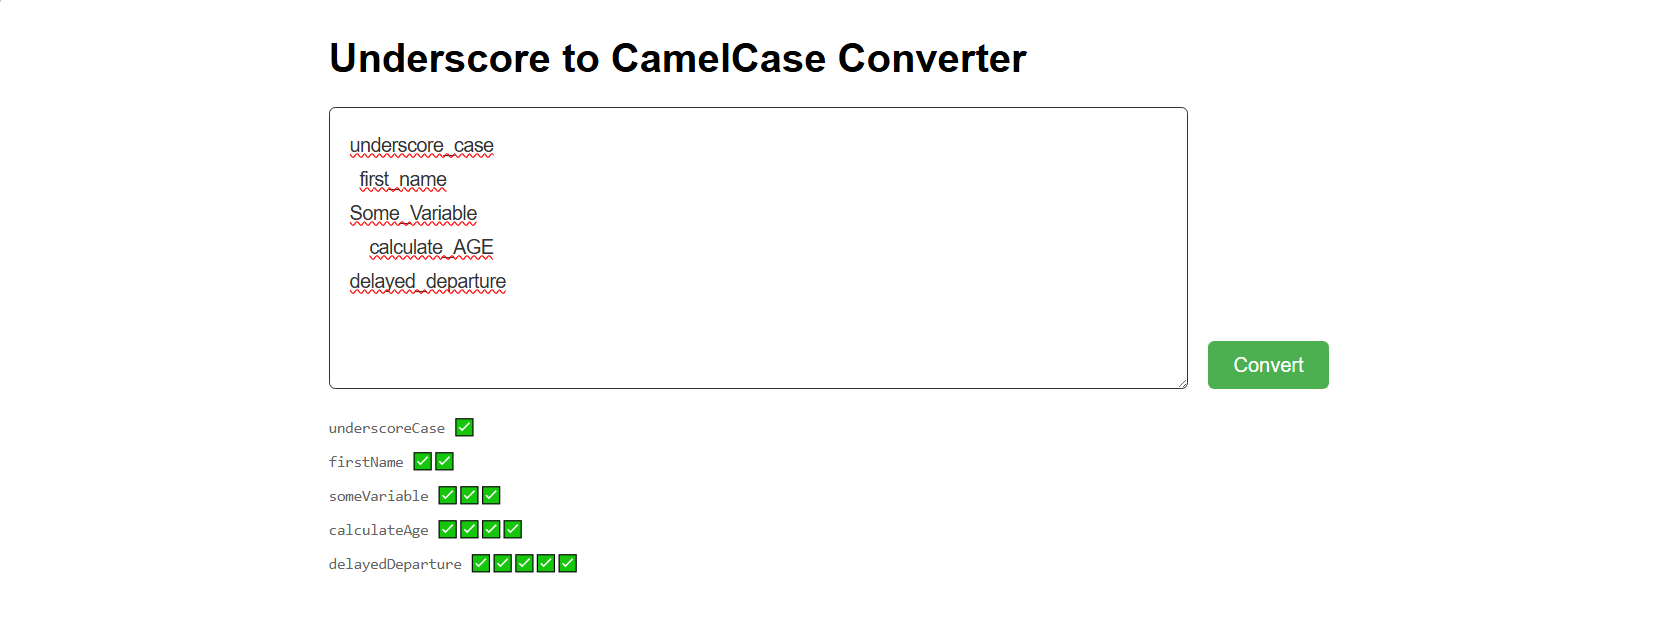 Underscore to CamelCase Converter
underscore_case
first_name
Some_Variable
calculate_AGE
delayed_departure
Convert
underscoreCase ✅
firstName ✅✅
someVariable ✅✅✅
calculateAge ✅✅✅✅
delayedDeparture ✅✅✅✅✅